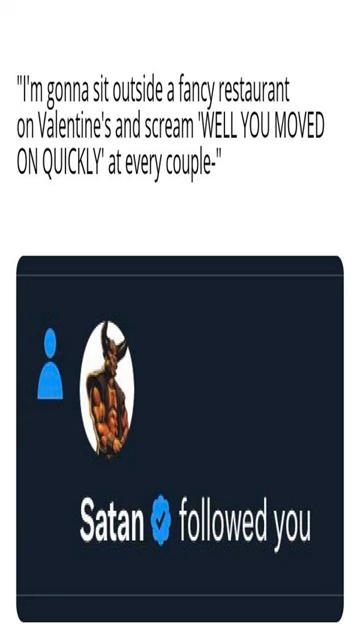 "I'm gonna sit outside a fancy restaurant
on Valentine's and scream 'WELL YOU MOVED
ON QUICKLY' at every couple-"
Satan followed you